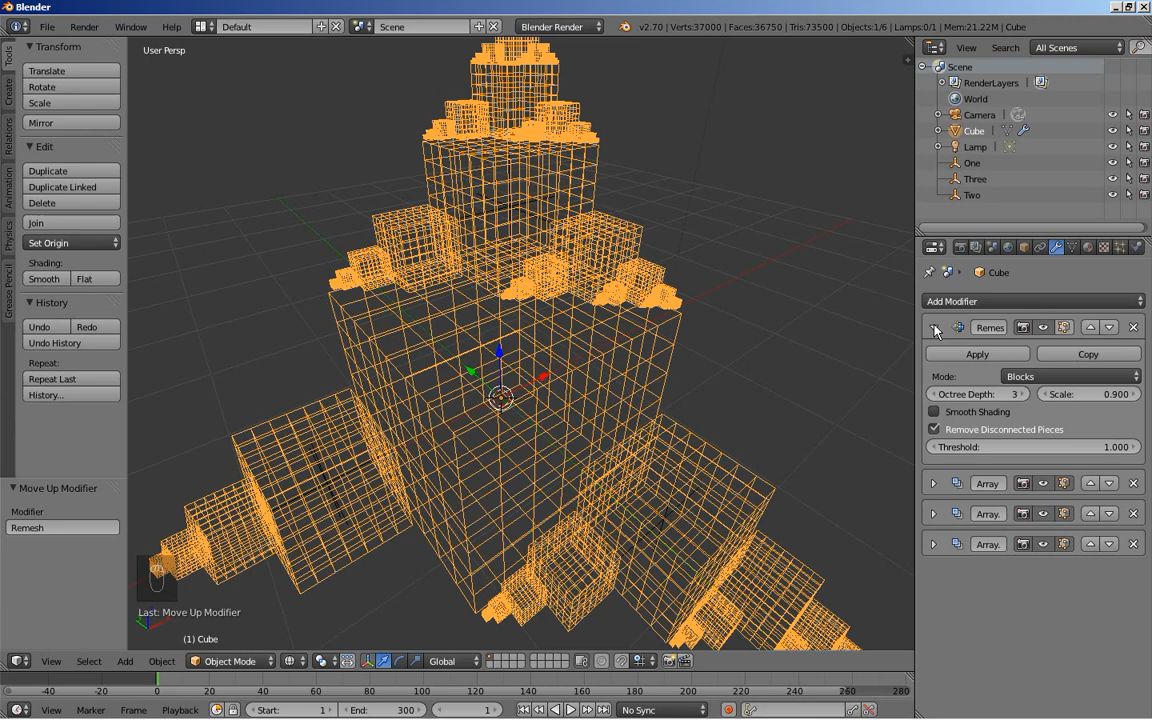 Blender
File Render Window Help Default Scene Blender Render v2.70 | Verts:37000 | Faces:36750 | Tris:73500 | Objects:1/6 | Lamps:0/1 | Mem:21.22M | Cube
Tools
Create
Relations
Animation
Physics
Grease Pencil
Transform
Translate
Rotate
Scale
Mirror
Edit
Duplicate
Duplicate Linked
Delete
Join
Set Origin
Shading:
Smooth Flat
History
Undo Redo
Undo History
Repeat:
Repeat Last
History...
Move Up Modifier
Modifier
Remesh
User Persp
Last: Move Up Modifier
(1) Cube
View Select Add Object Object Mode Global
-40 -20 0 20 40 60 80 100 120 140 160 180 200 220 240 260 280
View Marker Frame Playback Start: 1 End: 300 1 No Sync
View Search All Scenes
Scene
RenderLayers |
World
Camera |
Cube |
Lamp |
One
Three
Two
Cube
Add Modifier
Remes
Apply Copy
Mode: Blocks
Octree Depth: 3 Scale: 0.900
Smooth Shading
Remove Disconnected Pieces
Threshold: 1.000
Array
Array.
Array.